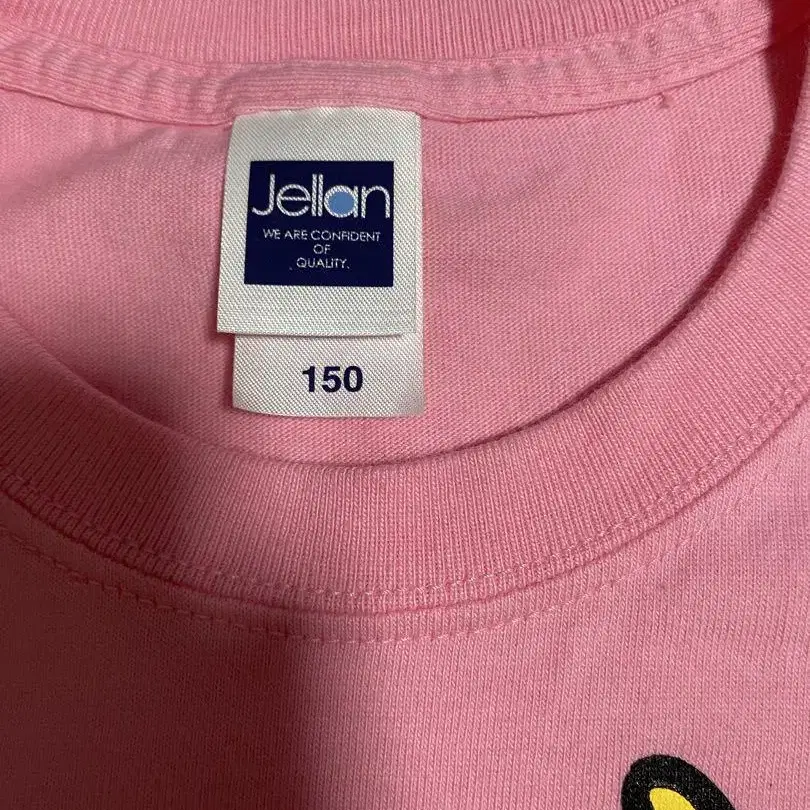 Jellan
WE ARE CONFIDENT
OF
QUALITY.
150